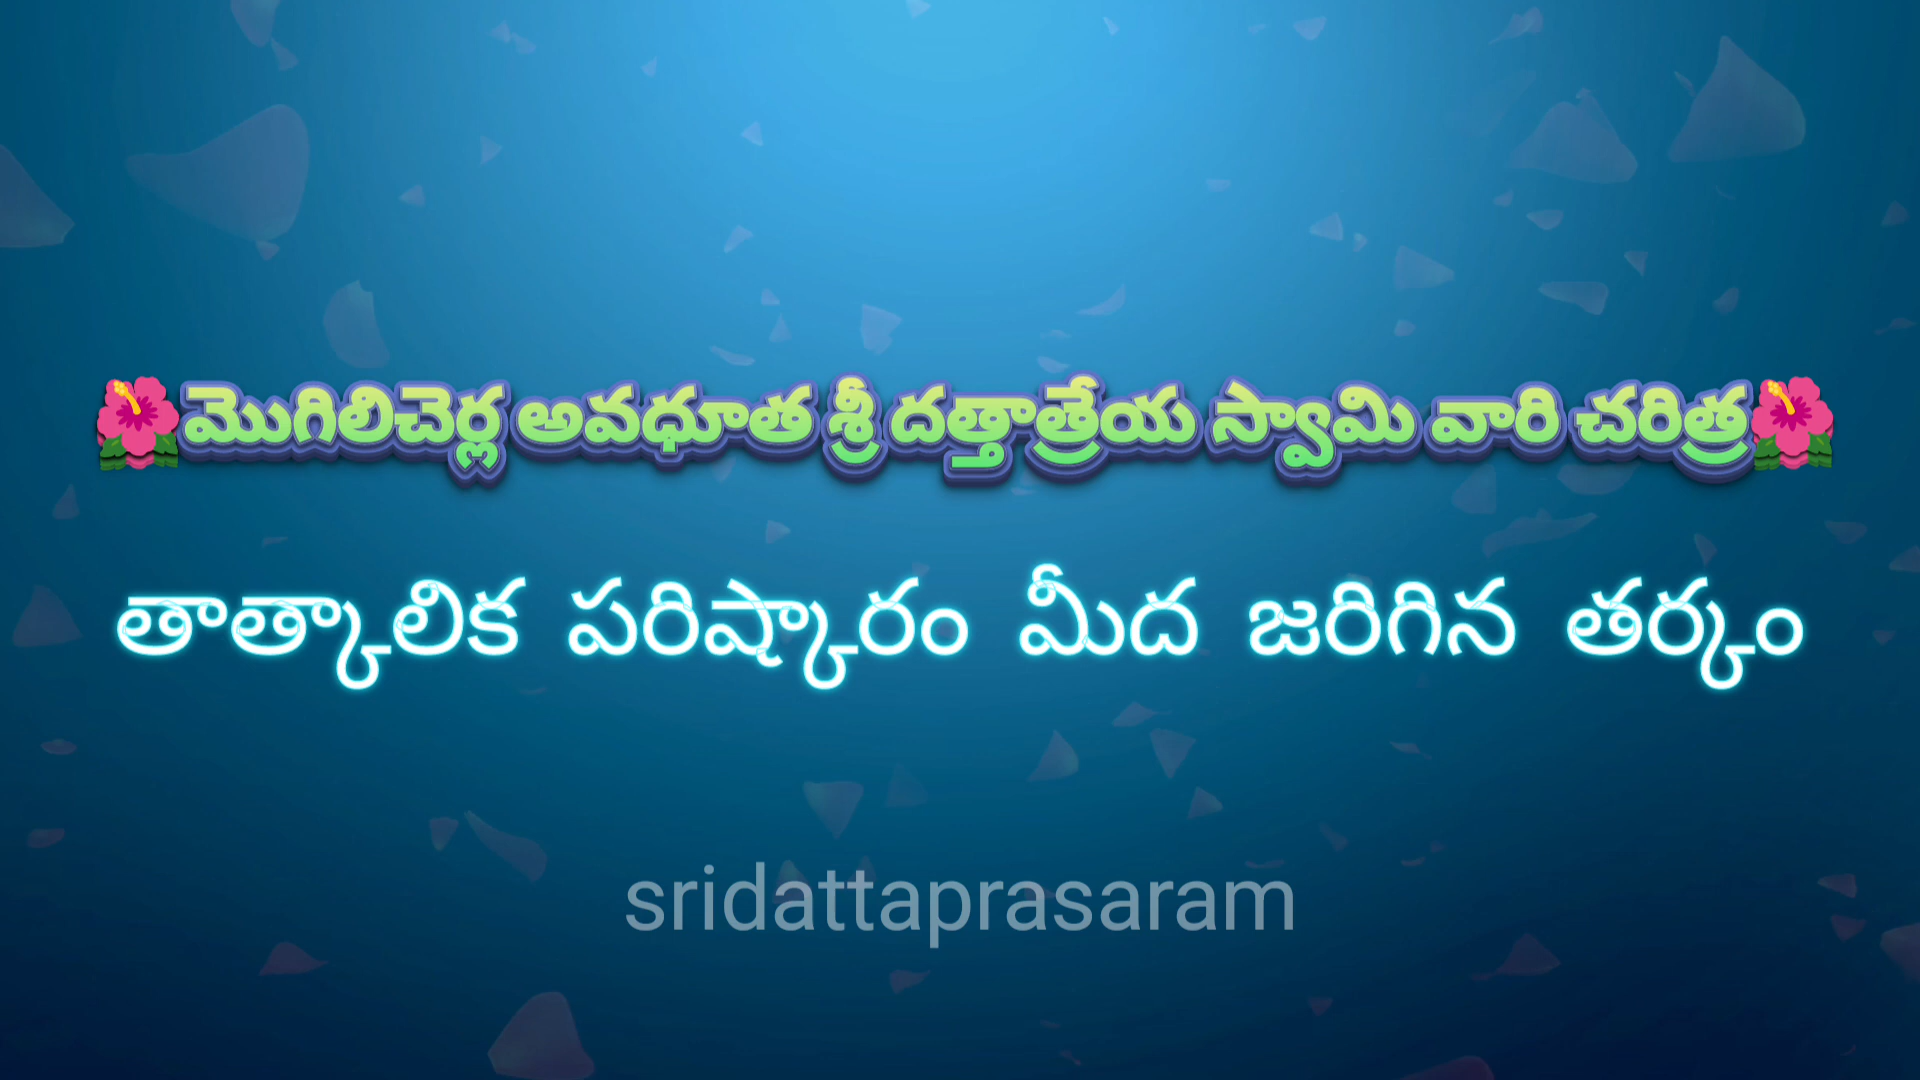 🌺మొగిలిచెర్ల అవధూత శ్రీ దత్తాత్రేయ స్వామి వారి చరిత్ర🌺
తాత్కాలిక పరిష్కారం మీద జరిగిన తర్కం
sridattaprasaram